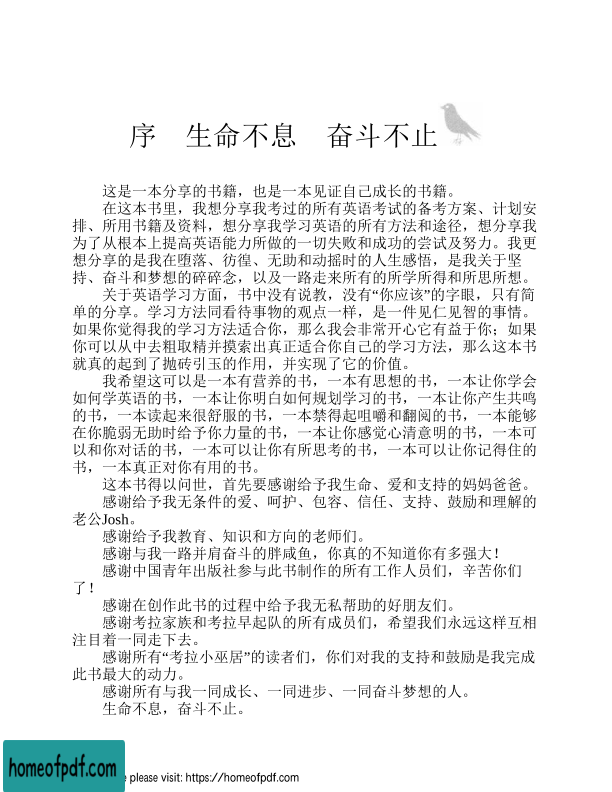 序　生命不息　奋斗不止
这是一本分享的书籍，也是一本见证自己成长的书籍。
在这本书里，我想分享我考过的所有英语考试的备考方案、计划安
排、所用书籍及资料，想分享我学习英语的所有方法和途径，想分享我
为了从根本上提高英语能力所做的一切失败和成功的尝试及努力。我更
想分享的是我在堕落、彷徨、无助和动摇时的人生感悟，是我关于坚
持、奋斗和梦想的碎碎念，以及一路走来所有的所学所得和所思所想。
关于英语学习方面，书中没有说教，没有“你应该”的字眼，只有简
单的分享。学习方法同看待事物的观点一样，是一件见仁见智的事情。
如果你觉得我的学习方法适合你，那么我会非常开心它有益于你；如果
你可以从中去粗取精并摸索出真正适合你自己的学习方法，那么这本书
就真的起到了抛砖引玉的作用，并实现了它的价值。
我希望这可以是一本有营养的书，一本有思想的书，一本让你学会
如何学英语的书，一本让你明白如何规划学习的书，一本让你产生共鸣
的书，一本读起来很舒服的书，一本禁得起咀嚼和翻阅的书，一本能够
在你脆弱无助时给予你力量的书，一本让你感觉心清意明的书，一本可
以和你对话的书，一本可以让你有所思考的书，一本可以让你记得住的
书，一本真正对你有用的书。
这本书得以问世，首先要感谢给予我生命、爱和支持的妈妈爸爸。
感谢给予我无条件的爱、呵护、包容、信任、支持、鼓励和理解的
老公Josh。
感谢给予我教育、知识和方向的老师们。
感谢与我一路并肩奋斗的胖咸鱼，你真的不知道你有多强大！
感谢中国青年出版社参与此书制作的所有工作人员们，辛苦你们
了！
感谢在创作此书的过程中给予我无私帮助的好朋友们。
感谢考拉家族和考拉早起队的所有成员们，希望我们永远这样互相
注目着一同走下去。
感谢所有“考拉小巫居”的读者们，你们对我的支持和鼓励是我完成
此书最大的动力。
感谢所有与我一同成长、一同进步、一同奋斗梦想的人。
生命不息，奋斗不止。
homeofpdf.com
please visit: https://homeofpdf.com